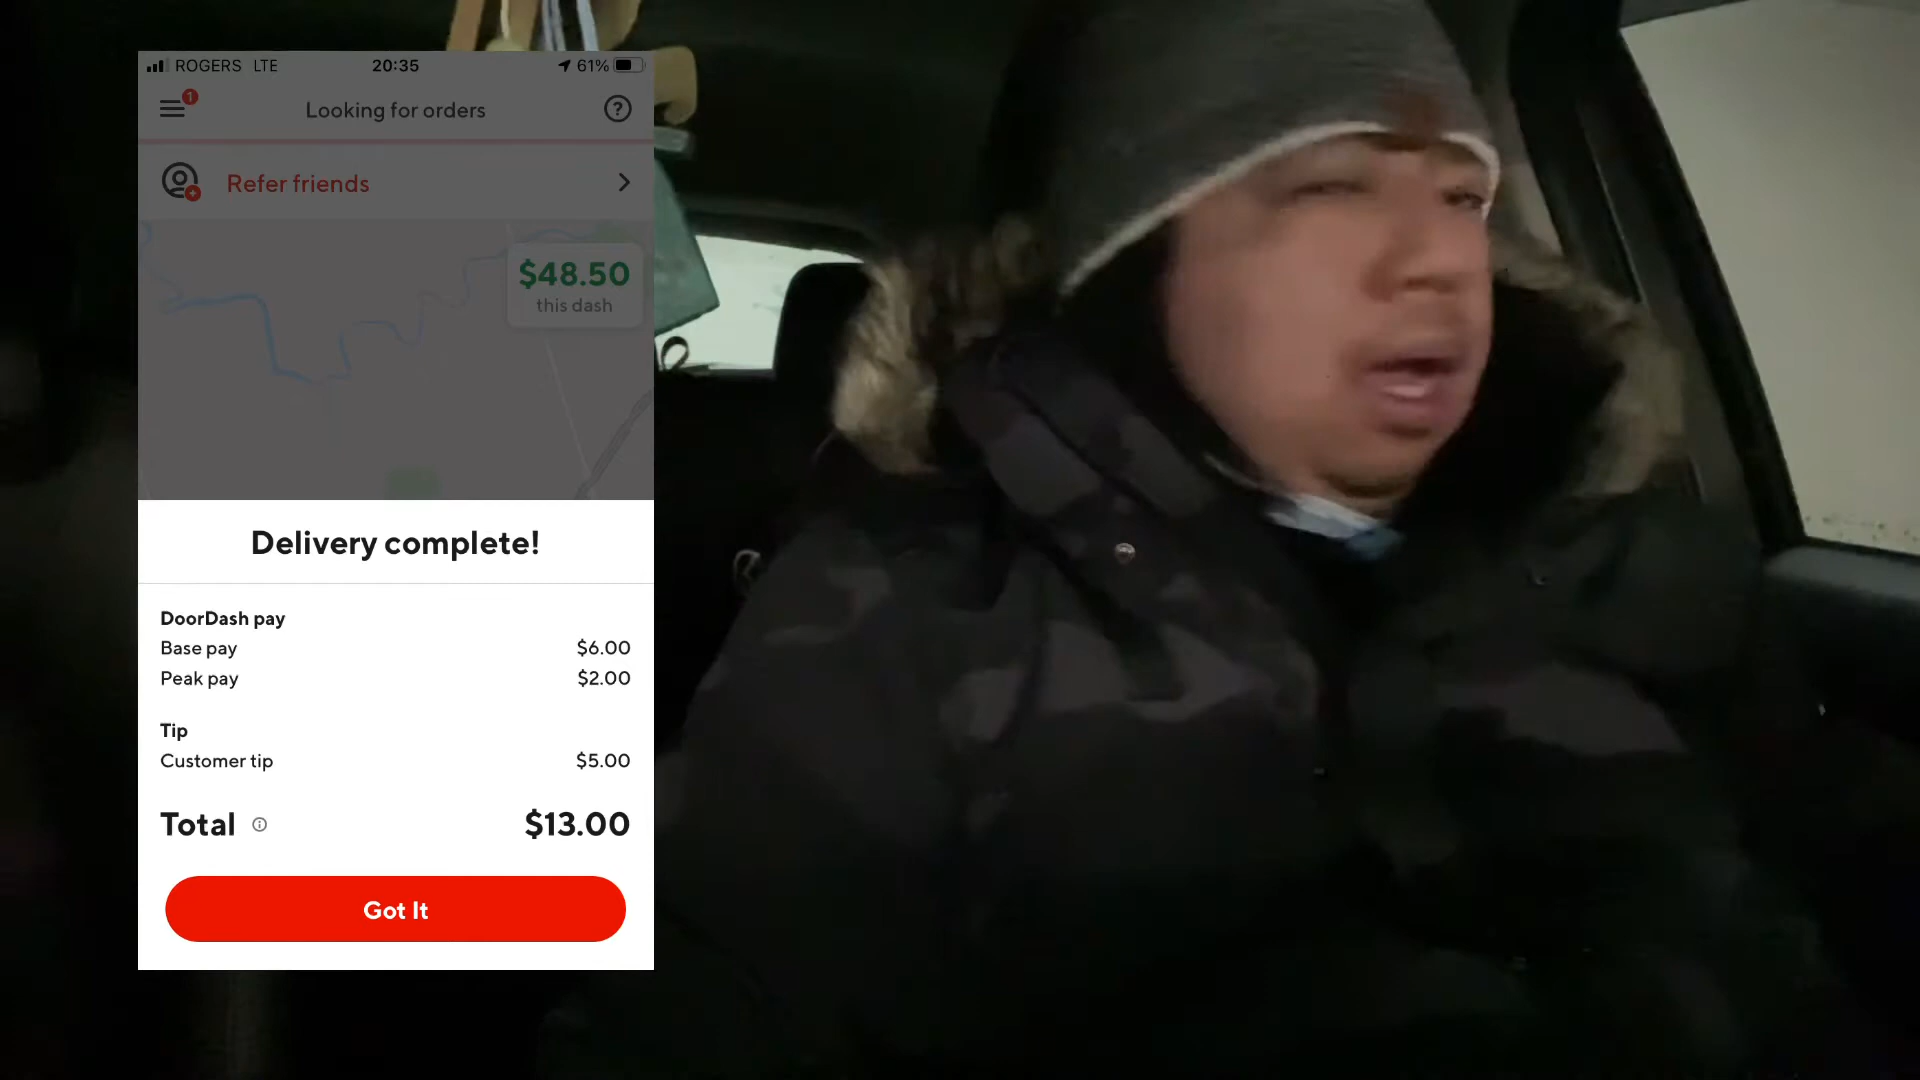 ROGERS LTE 20:35 61%
1
Looking for orders ?
Refer friends
$48.50
this dash
Delivery complete!
DoorDash pay
Base pay $6.00
Peak pay $2.00
Tip
Customer tip $5.00
Total $13.00
Got It